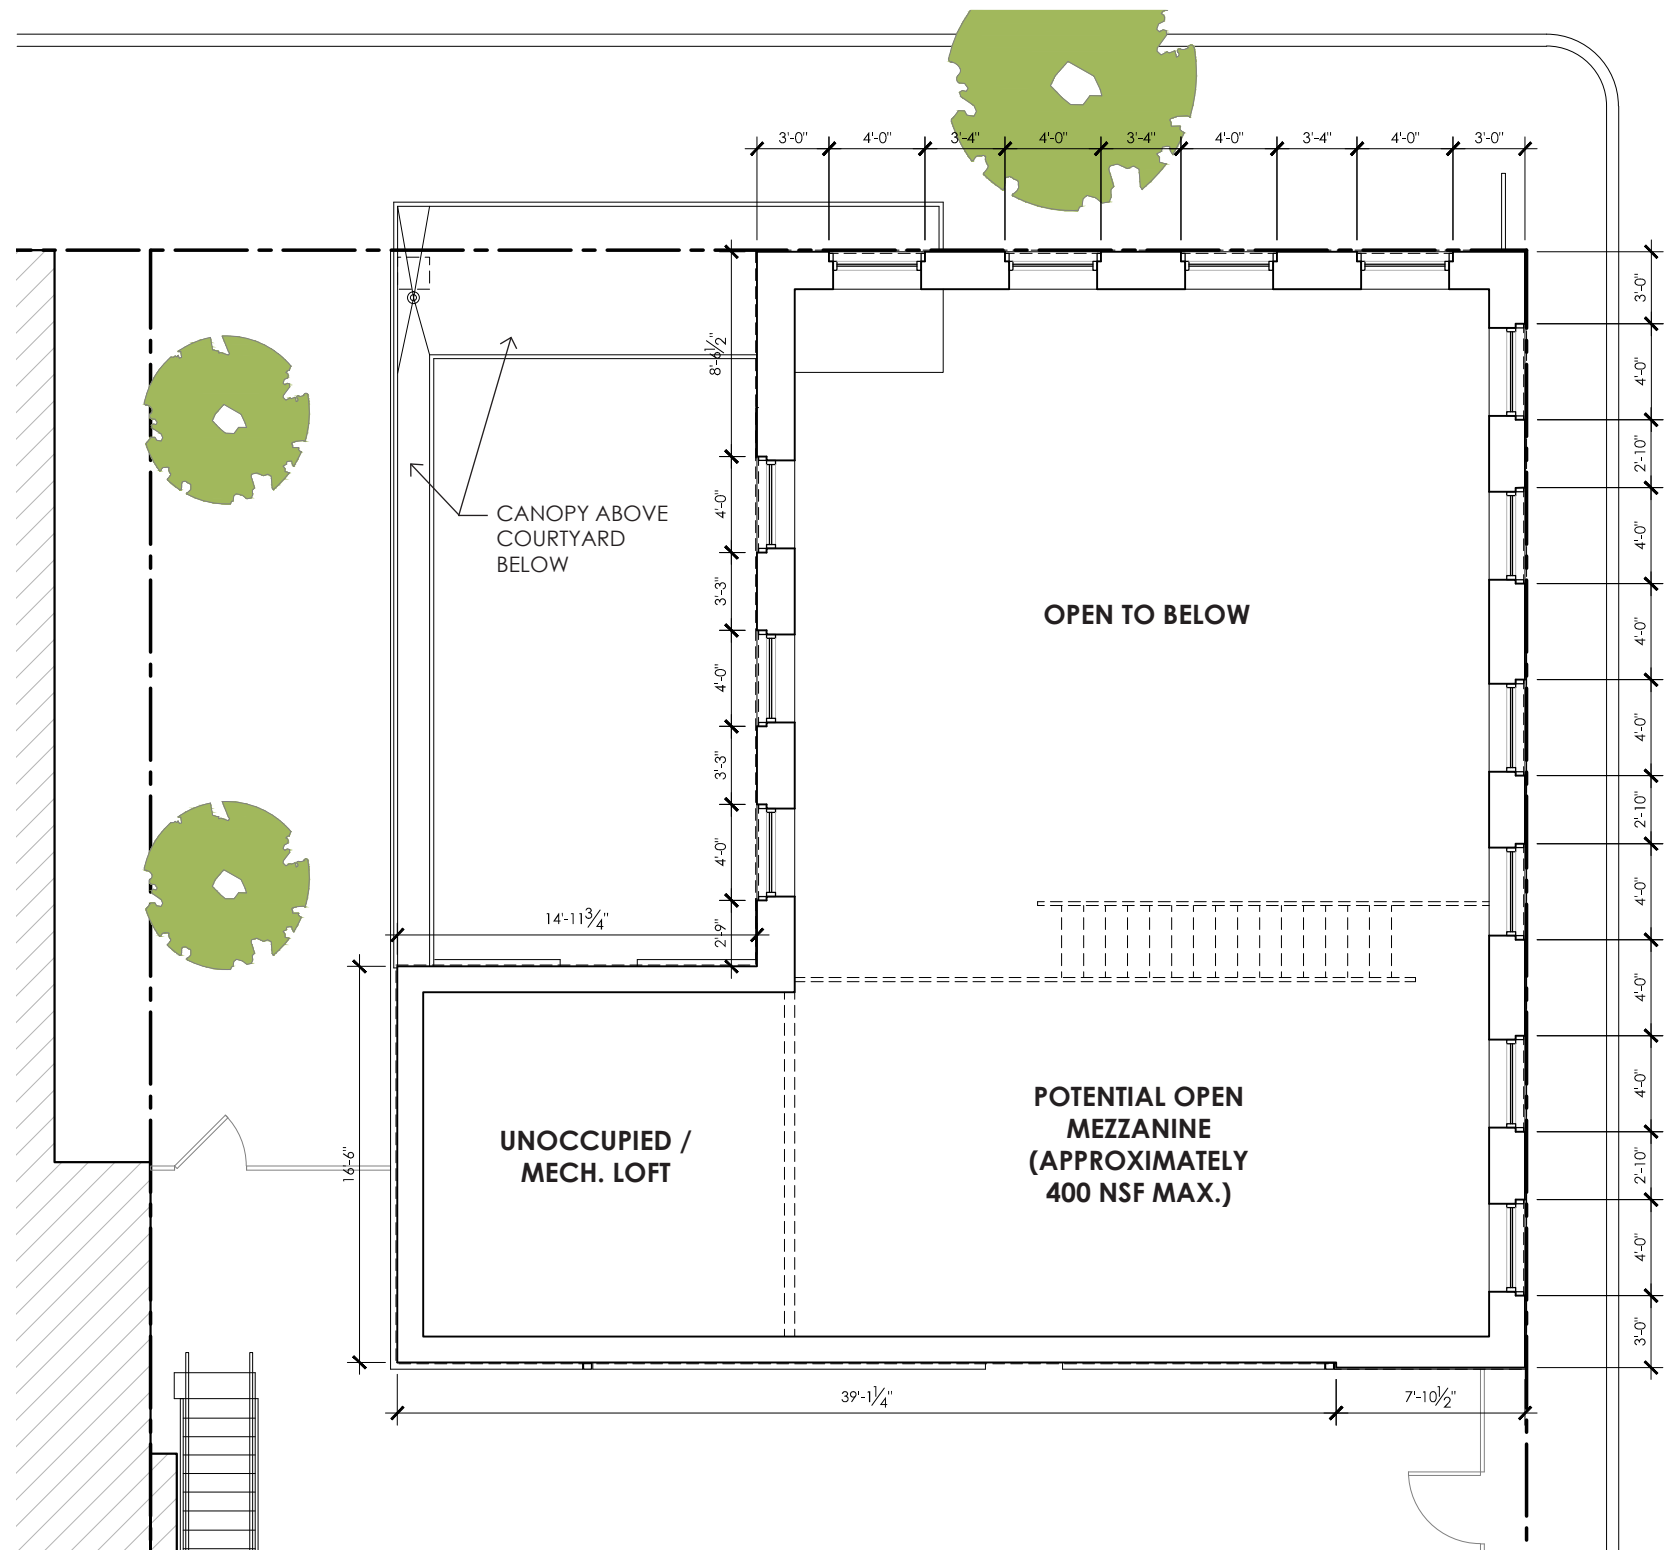 3'-0" 4'-0" 3'-4" 4'-0" 3'-4" 4'-0" 3'-4" 4'-0" 3'-0"
3'-0"
4'-0"
2'-10"
4'-0"
4'-0"
4'-0"
2'-10"
4'-0"
4'-0"
4'-0"
2'-10"
4'-0"
3'-0"
8'-6½"
4'-0"
3'-3"
4'-0"
3'-3"
4'-0"
2'-9"
CANOPY ABOVE
COURTYARD
BELOW
OPEN TO BELOW
14'-11¾"
16'-6"
UNOCCUPIED /
MECH. LOFT
POTENTIAL OPEN
MEZZANINE
(APPROXIMATELY
400 NSF MAX.)
39'-1¼" 7'-10½"